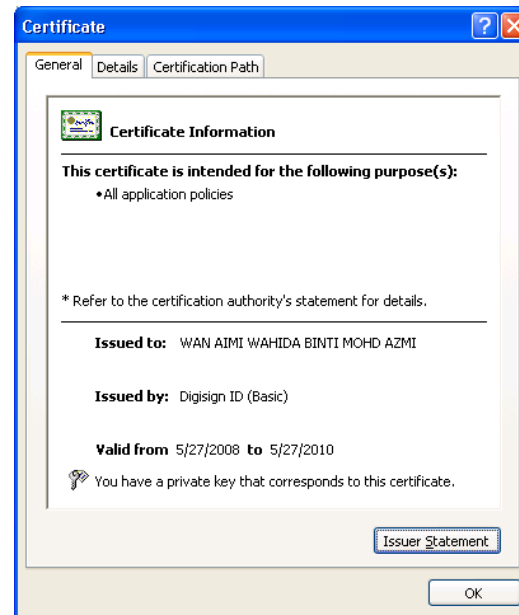 Certificate
General Details Certification Path
Certificate Information
This certificate is intended for the following purpose(s):
•All application policies
* Refer to the certification authority's statement for details.
Issued to: WAN AIMI WAHIDA BINTI MOHD AZMI
Issued by: Digisign ID (Basic)
Valid from 5/27/2008 to 5/27/2010
You have a private key that corresponds to this certificate.
Issuer Statement
OK